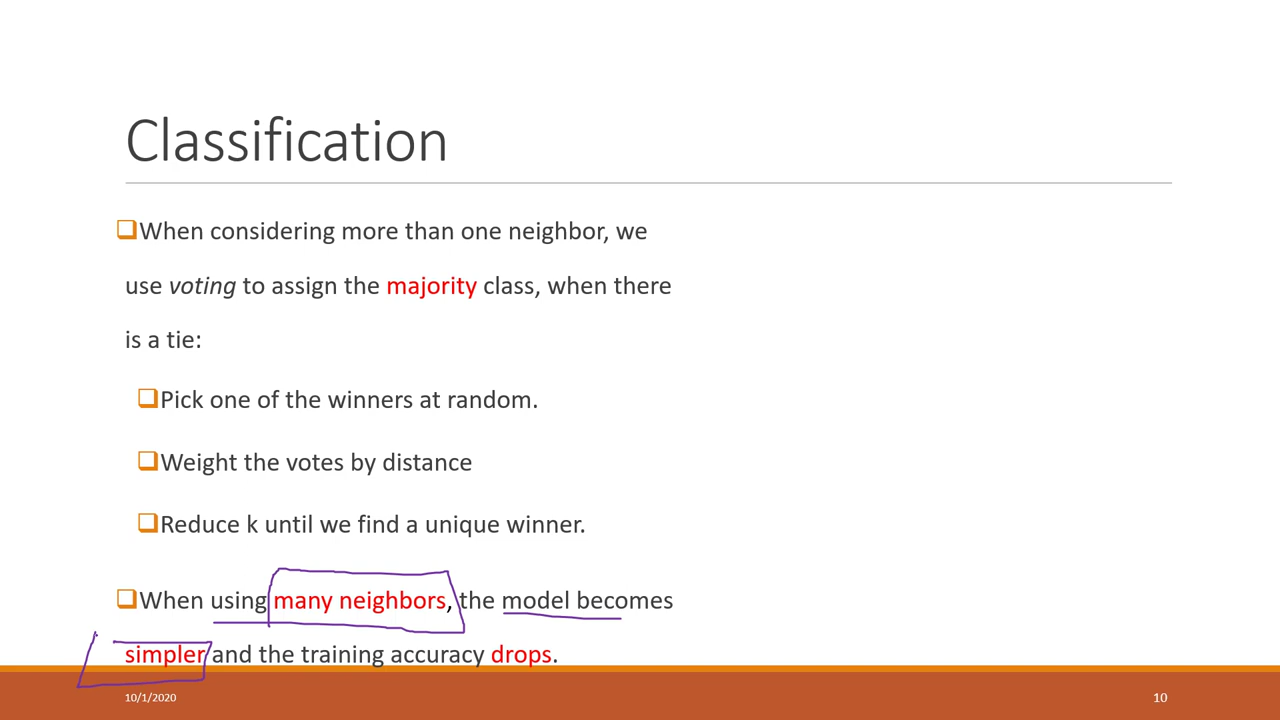 Classification
When considering more than one neighbor, we
use voting to assign the majority class, when there
is a tie:
Pick one of the winners at random.
Weight the votes by distance
Reduce k until we find a unique winner.
When using many neighbors, the model becomes
simpler and the training accuracy drops.
10/1/2020
10